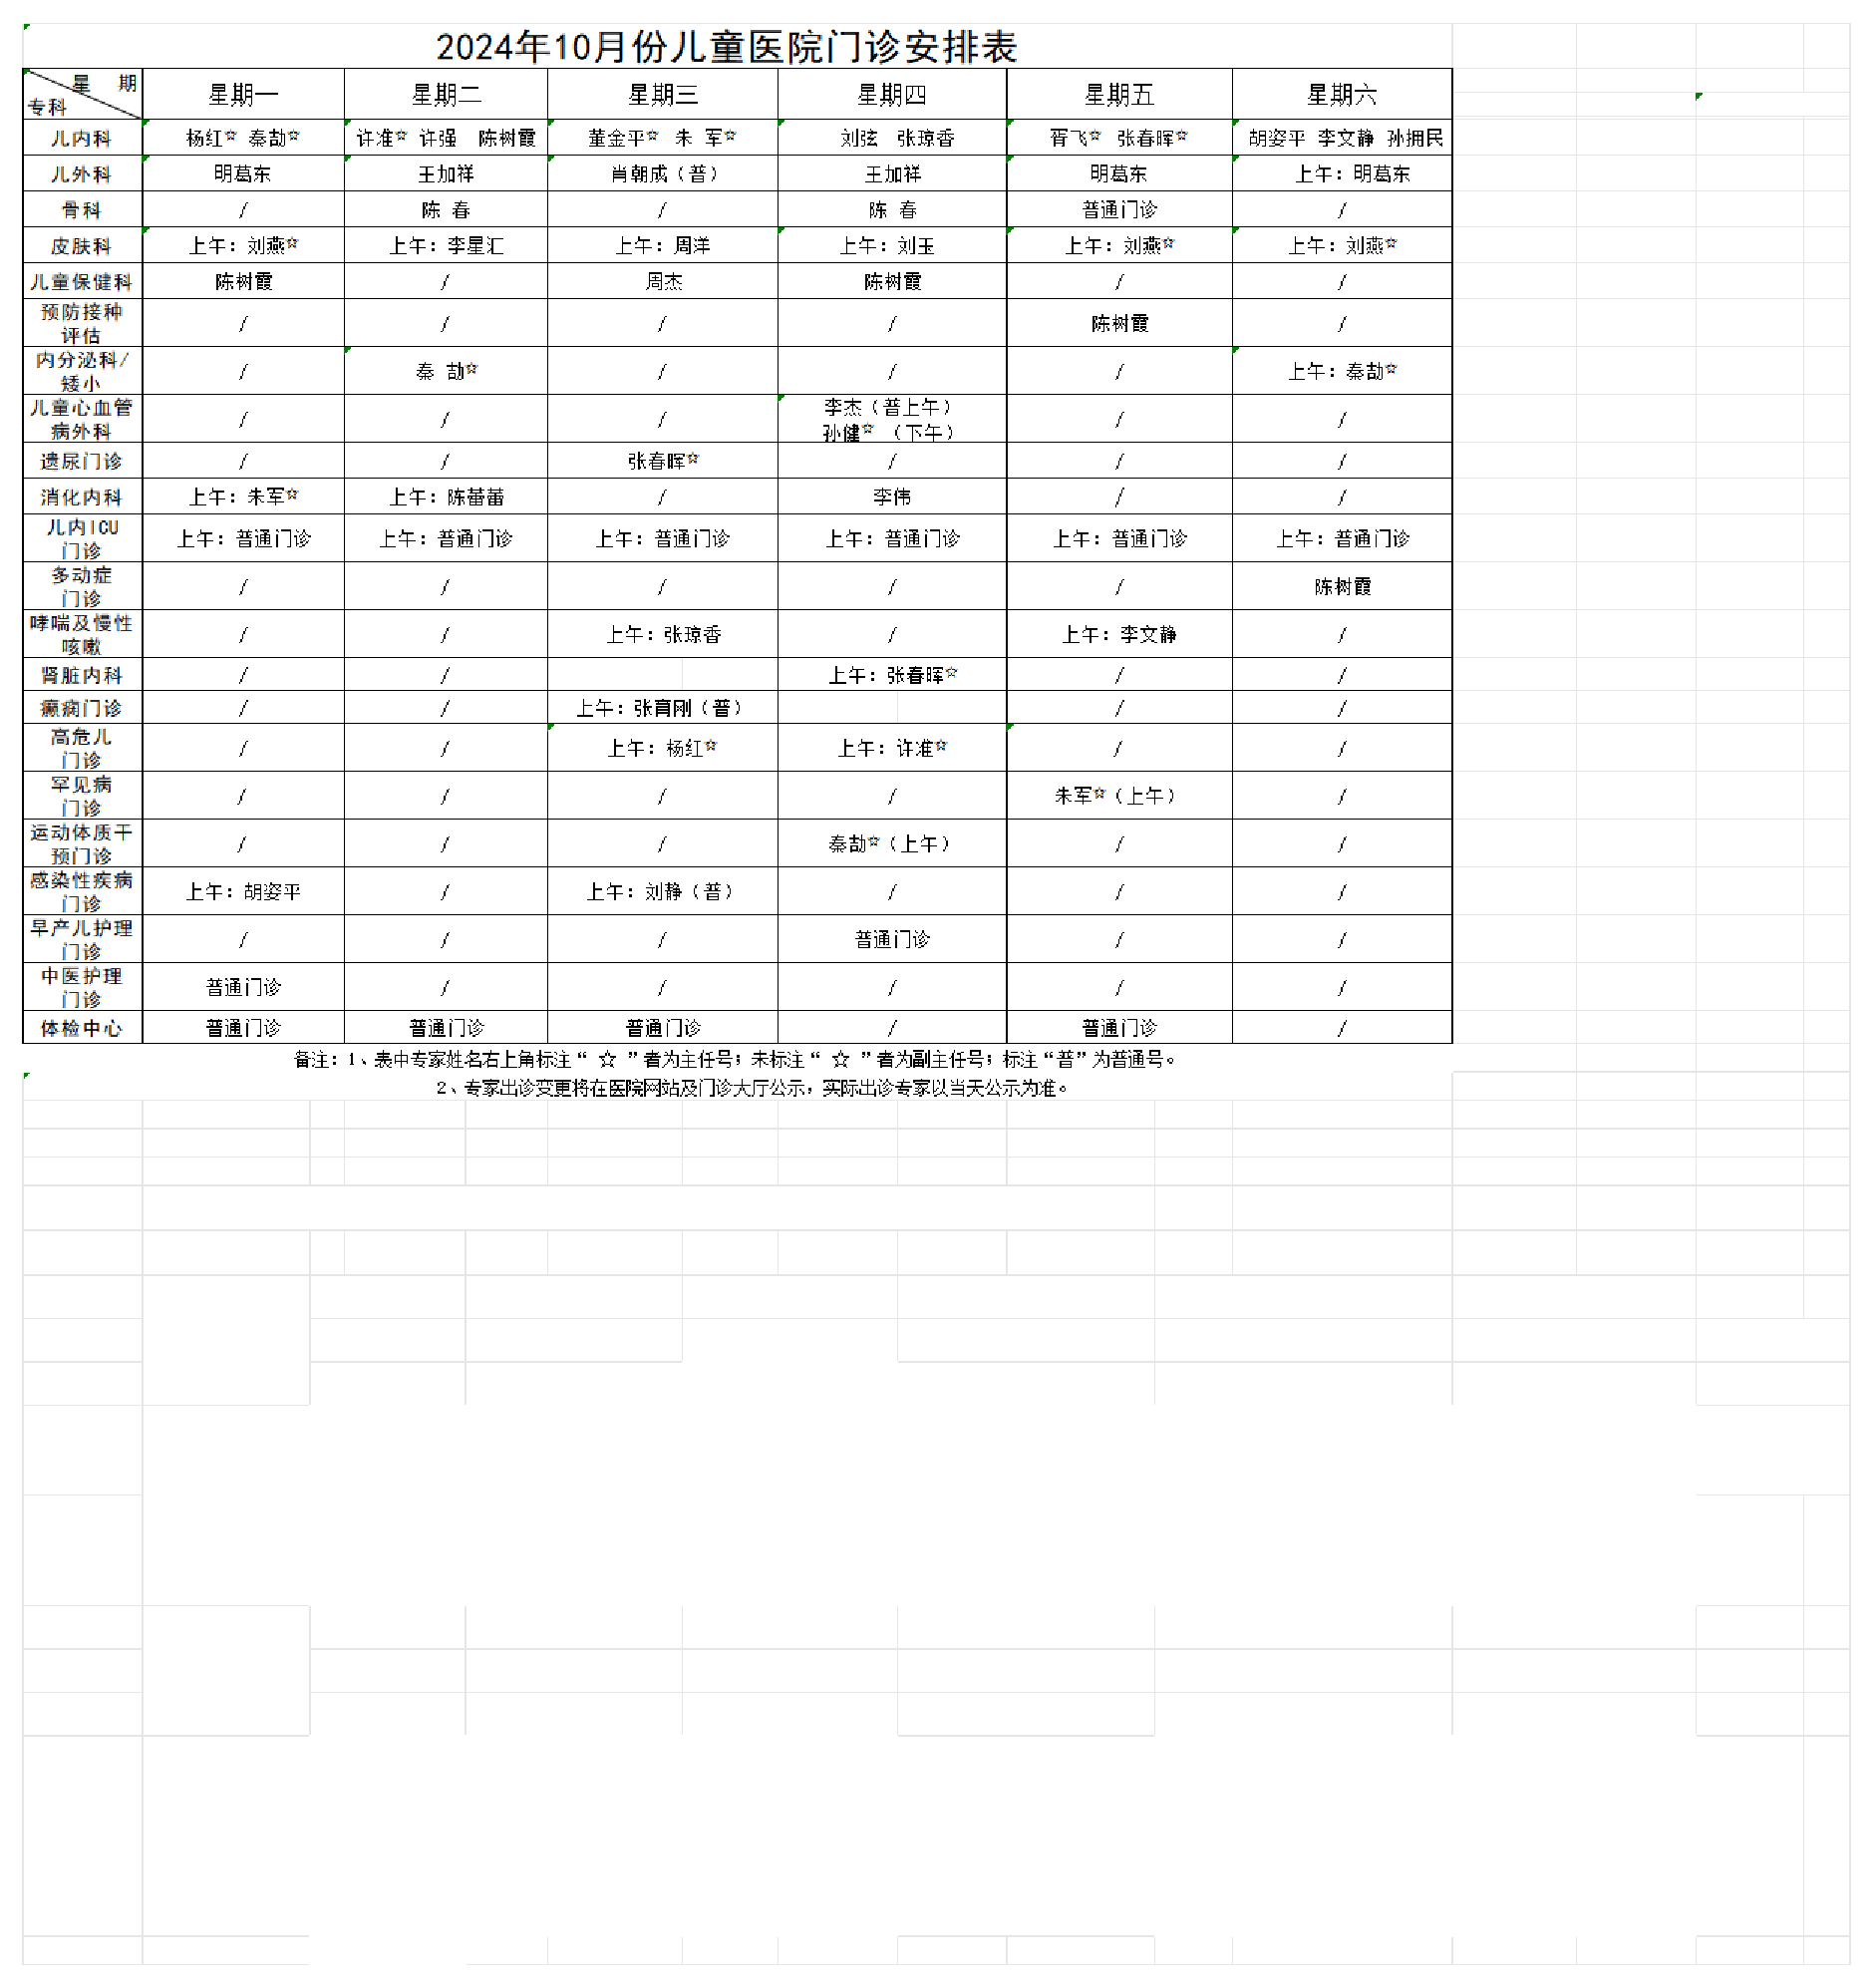 2024年10月份儿童医院门诊安排表
星 期
专科 星期一 星期二 星期三 星期四 星期五 星期六
儿内科 杨红☆ 秦劼☆ 许准☆ 许强 陈树霞 董金平☆ 朱 军☆ 刘弦 张琼香 胥飞☆ 张春晖☆ 胡姿平 李文静 孙拥民
儿外科 明葛东 王加祥 肖朝成（普） 王加祥 明葛东 上午：明葛东
骨科 / 陈 春 / 陈 春 普通门诊 /
皮肤科 上午：刘燕☆ 上午：李星汇 上午：周洋 上午：刘玉 上午：刘燕☆ 上午：刘燕☆
儿童保健科 陈树霞 / 周杰 陈树霞 / /
预防接种
评估 / / / / 陈树霞 /
内分泌科/
矮小 / 秦 劼☆ / / / 上午：秦劼☆
儿童心血管
病外科 / / / 李杰（普上午）
孙健☆ （下午） / /
遗尿门诊 / / 张春晖☆ / / /
消化内科 上午：朱军☆ 上午：陈蕾蕾 / 李伟 / /
儿内ICU
门诊 上午：普通门诊 上午：普通门诊 上午：普通门诊 上午：普通门诊 上午：普通门诊 上午：普通门诊
多动症
门诊 / / / / / 陈树霞
哮喘及慢性
咳嗽 / / 上午：张琼香 / 上午：李文静 /
肾脏内科 / / 上午：张春晖☆ / /
癫痫门诊 / / 上午：张育刚（普） / /
高危儿
门诊 / / 上午：杨红☆ 上午：许准☆ / /
罕见病
门诊 / / / / 朱军☆（上午） /
运动体质干
预门诊 / / / 秦劼☆（上午） / /
感染性疾病
门诊 上午：胡姿平 / 上午：刘静（普） / / /
早产儿护理
门诊 / / / 普通门诊 / /
中医护理
门诊 普通门诊 / / / / /
体检中心 普通门诊 普通门诊 普通门诊 / 普通门诊 /
备注：1、表中专家姓名右上角标注“ ☆ ”者为主任号；未标注“ ☆ ”者为副主任号；标注“普”为普通号。
2、专家出诊变更将在医院网站及门诊大厅公示，实际出诊专家以当天公示为准。